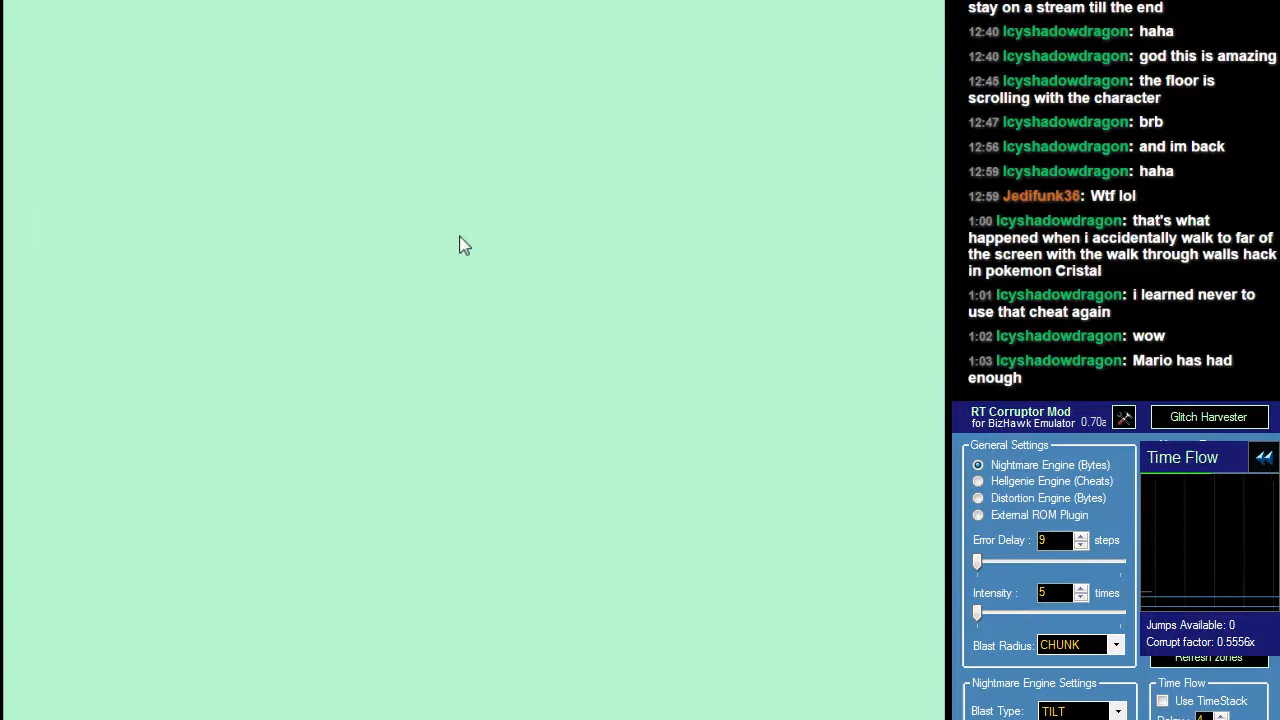 stay on a stream till the end
12:40 Icyshadowdragon: haha
12:40 Icyshadowdragon: god this is amazing
12:45 Icyshadowdragon: the floor is
scrolling with the character
12:47 Icyshadowdragon: brb
12:56 Icyshadowdragon: and im back
12:59 Icyshadowdragon: haha
12:59 Jedifunk36: Wtf lol
1:00 Icyshadowdragon: that's what
happened when i accidentally walk to far of
the screen with the walk through walls hack
in pokemon Cristal
1:01 Icyshadowdragon: i learned never to
use that cheat again
1:02 Icyshadowdragon: wow
1:03 Icyshadowdragon: Mario has had
enough
RT Corruptor Mod
for BizHawk Emulator 0.70a
Glitch Harvester
General Settings
Nightmare Engine (Bytes)
Hellgenie Engine (Cheats)
Distortion Engine (Bytes)
External ROM Plugin
Error Delay : 9 steps
Intensity : 5 times
Blast Radius: CHUNK
Time Flow
Jumps Available: 0
Corrupt factor: 0.5556x
Refresh zones
Nightmare Engine Settings
Blast Type: TILT
Time Flow
Use TimeStack